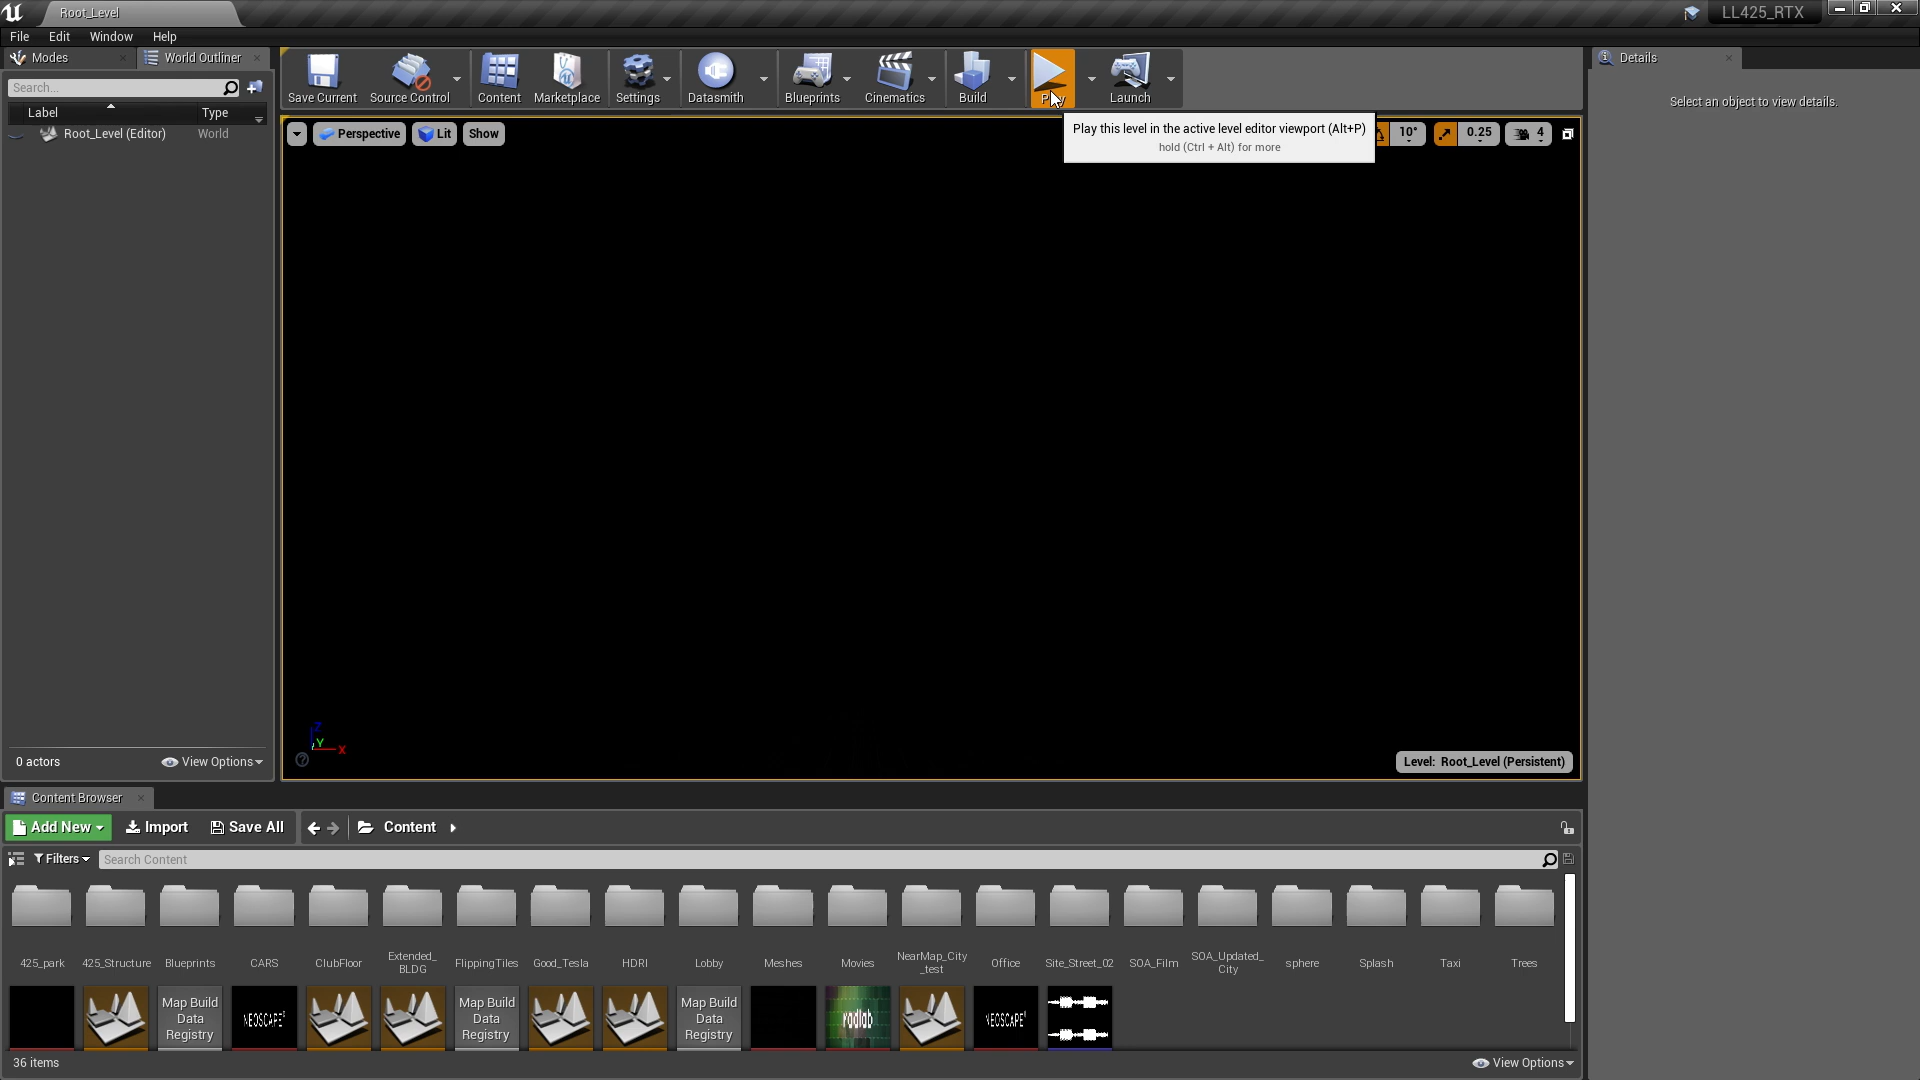 Root_Level
LL425_RTX
File Edit Window Help
Modes
World Outliner
Details
Search...
Label
Type
Root_Level (Editor)
World
Save Current
Source Control
Content
Marketplace
Settings
Datasmith
Blueprints
Cinematics
Build
Launch
Select an object to view details.
Perspective
Lit
Show
Play this level in the active level editor viewport (Alt+P)
hold (Ctrl + Alt) for more
10°
0.25
4
Z
Y
X
Level: Root_Level (Persistent)
0 actors
View Options
Content Browser
Add New
Import
Save All
Content
Filters
Search Content
425_park
425_Structure
Blueprints
CARS
ClubFloor
Extended_
BLDG
FlippingTiles
Good_Tesla
HDRI
Lobby
Meshes
Movies
NearMap_City
_test
Office
Site_Street_02
SOA_Film
SOA_Updated_
City
sphere
Splash
Taxi
Trees
Map Build
Data
Registry
NEOSCAPE
Map Build
Data
Registry
Map Build
Data
Registry
radlab
NEOSCAPE
36 items
View Options